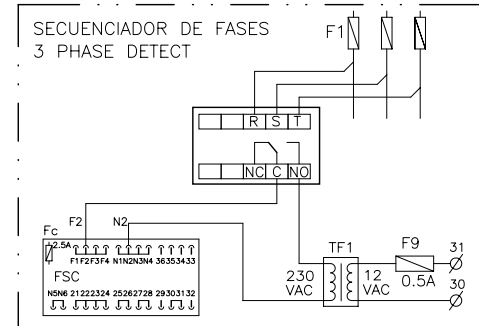 SECUENCIADOR DE FASES
3 PHASE DETECT
F1
R S T
NC C NO
F2 N2
Fc
2.5A
F1F2F3F4 N1N2N3N4 36353433
FSC
N5N6 21222324 25262728 29303132
TF1
230 VAC
12 VAC
F9
0.5A
31
30